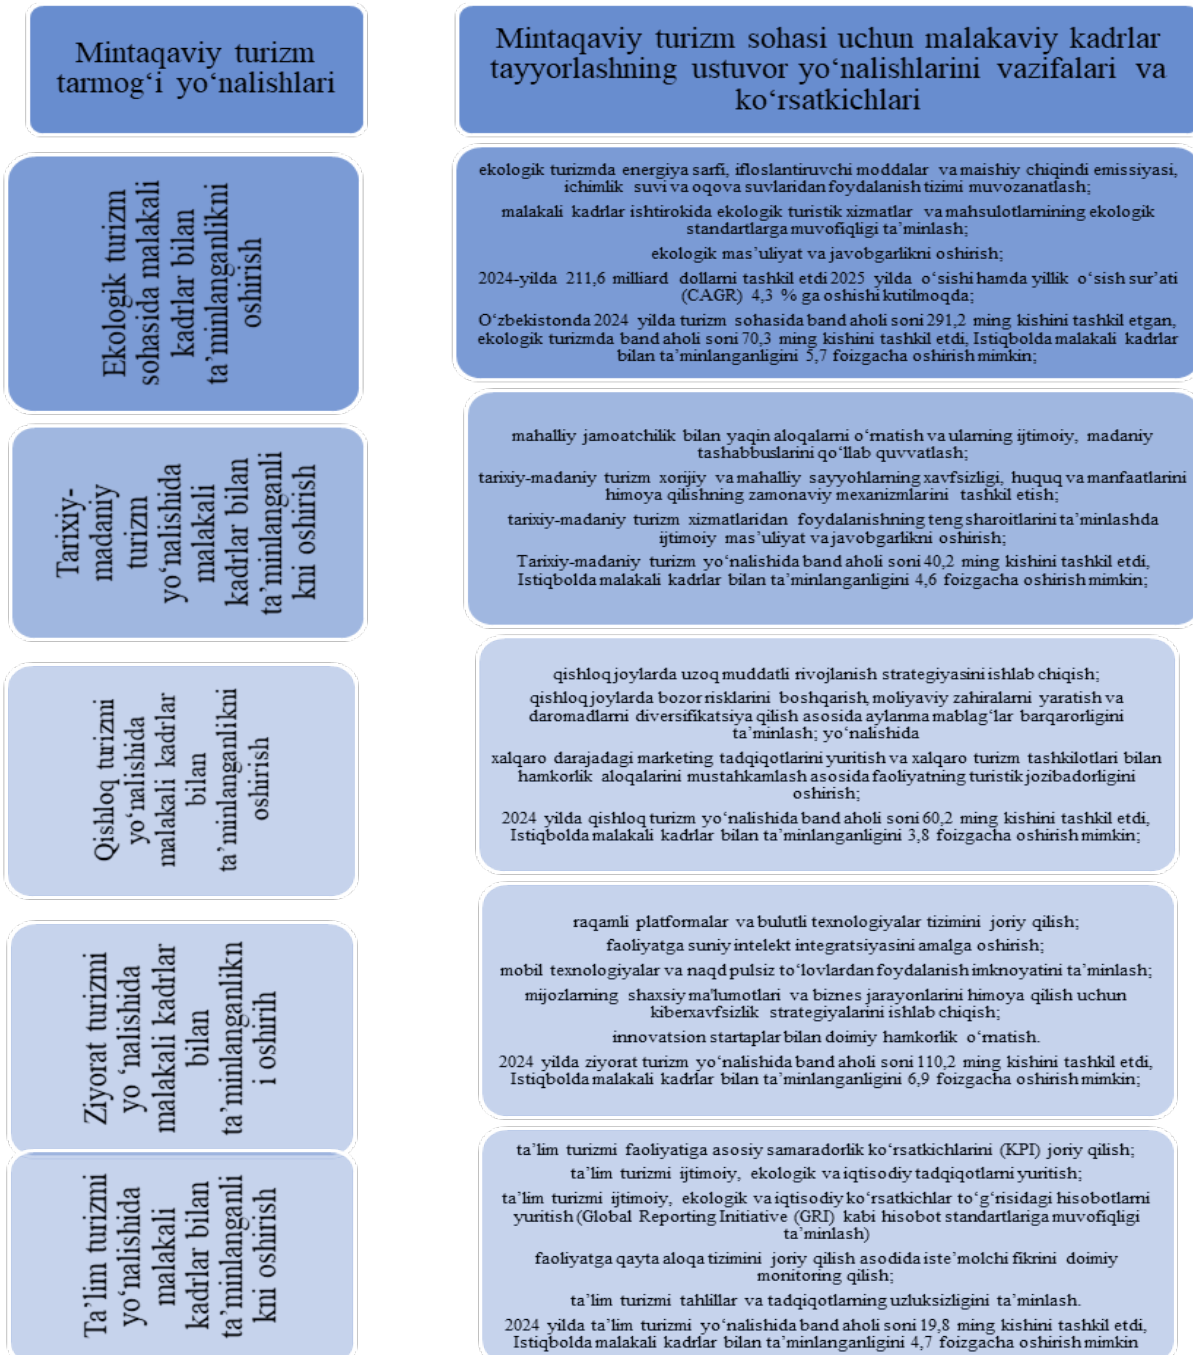 Mintaqaviy turizm
tarmog‘i yo‘nalishlari
Mintaqaviy turizm sohasi uchun malakaviy kadrlar
tayyorlashning ustuvor yo‘nalishlarini vazifalari va
ko‘rsatkichlari
Ekologik turizm
sohasida malakali
kadrlar bilan
ta’minlanganlikni
oshirish
ekologik turizmda energiya sarfi, ifloslantiruvchi moddalar va maishiy chiqindi emissiyasi,
ichimlik suvi va oqova suvlaridan foydalanish tizimi muvozanatlash;
malakali kadrlar ishtirokida ekologik turistik xizmatlar va mahsulotlarnining ekologik
standartlarga muvofiqligi ta’minlash;
ekologik mas’uliyat va javobgarlikni oshirish;
2024-yilda 211,6 milliard dollarni tashkil etdi 2025 yilda o‘sishi hamda yillik o‘sish sur’ati
(CAGR) 4,3 % ga oshishi kutilmoqda;
O‘zbekistonda 2024 yilda turizm sohasida band aholi soni 291,2 ming kishini tashkil etgan,
ekologik turizmda band aholi soni 70,3 ming kishini tashkil etdi, Istiqbolda malakali kadrlar
bilan ta’minlanganligini 5,7 foizgacha oshirish mimkin;
Tarixiy-
madaniy
turizm
yo‘nalishida
malakali
kadrlar bilan
ta’minlanganli
kni oshirish
mahalliy jamoatchilik bilan yaqin aloqalarni o‘rnatish va ularning ijtimoiy, madaniy
tashabbuslarini qo‘llab quvvatlash;
tarixiy-madaniy turizm xorijiy va mahalliy sayyohlarning xavfsizligi, huquq va manfaatlarini
himoya qilishning zamonaviy mexanizmlarini tashkil etish;
tarixiy-madaniy turizm xizmatlaridan foydalanishning teng sharoitlarini ta’minlashda
ijtimoiy mas’uliyat va javobgarlikni oshirish;
Tarixiy-madaniy turizm yo‘nalishida band aholi soni 40,2 ming kishini tashkil etdi,
Istiqbolda malakali kadrlar bilan ta’minlanganligini 4,6 foizgacha oshirish mimkin;
Qishloq turizmi
yo‘nalishida
malakali kadrlar
bilan
ta’minlanganlikni
oshirish
qishloq joylarda uzoq muddatli rivojlanish strategiyasini ishlab chiqish;
qishloq joylarda bozor risklarini boshqarish, moliyaviy zahiralarni yaratish va
daromadlarni diversifikatsiya qilish asosida aylanma mablag‘lar barqarorligini
ta’minlash; yo‘nalishida
xalqaro darajadagi marketing tadqiqotlarini yuritish va xalqaro turizm tashkilotlari bilan
hamkorlik aloqalarini mustahkamlash asosida faoliyatning turistik jozibadorligini
oshirish;
2024 yilda qishloq turizm yo‘nalishida band aholi soni 60,2 ming kishini tashkil etdi,
Istiqbolda malakali kadrlar bilan ta’minlanganligini 3,8 foizgacha oshirish mimkin;
Ziyorat turizmi
yo ‘nalishida
malakali kadrlar
bilan
ta’minlanganlikn
i oshirih
raqamli platformalar va bulutli texnologiyalar tizimini joriy qilish;
faoliyatga suniy intelekt integratsiyasini amalga oshirish;
mobil texnologiyalar va naqd pulsiz to‘lovlardan foydalanish imknoyatini ta’minlash;
mijozlarning shaxsiy ma'lumotlari va biznes jarayonlarini himoya qilish uchun
kiberxavfsizlik strategiyalarini ishlab chiqish;
innovatsion startaplar bilan doimiy hamkorlik o‘rnatish.
2024 yilda ziyorat turizm yo‘nalishida band aholi soni 110,2 ming kishini tashkil etdi,
Istiqbolda malakali kadrlar bilan ta’minlanganligini 6,9 foizgacha oshirish mimkin;
Ta’lim turizmi
yo‘nalishida
malakali
kadrlar bilan
ta’minlanganli
kni oshirish
ta’lim turizmi faoliyatiga asosiy samaradorlik ko‘rsatkichlarini (KPI) joriy qilish;
ta’lim turizmi ijtimoiy, ekologik va iqtisodiy tadqiqotlarni yuritish;
ta’lim turizmi ijtimoiy, ekologik va iqtisodiy ko‘rsatkichlar to‘g‘risidagi hisobotlarni
yuritish (Global Reporting Initiative (GRI) kabi hisobot standartlariga muvofiqligi
ta’minlash)
faoliyatga qayta aloqa tizimini joriy qilish asodida iste’molchi fikrini doimiy
monitoring qilish;
ta’lim turizmi tahlillar va tadqiqotlarning uzluksizligini ta’minlash.
2024 yilda ta’lim turizmi yo‘nalishida band aholi soni 19,8 ming kishini tashkil etdi,
Istiqbolda malakali kadrlar bilan ta’minlanganligini 4,7 foizgacha oshirish mimkin